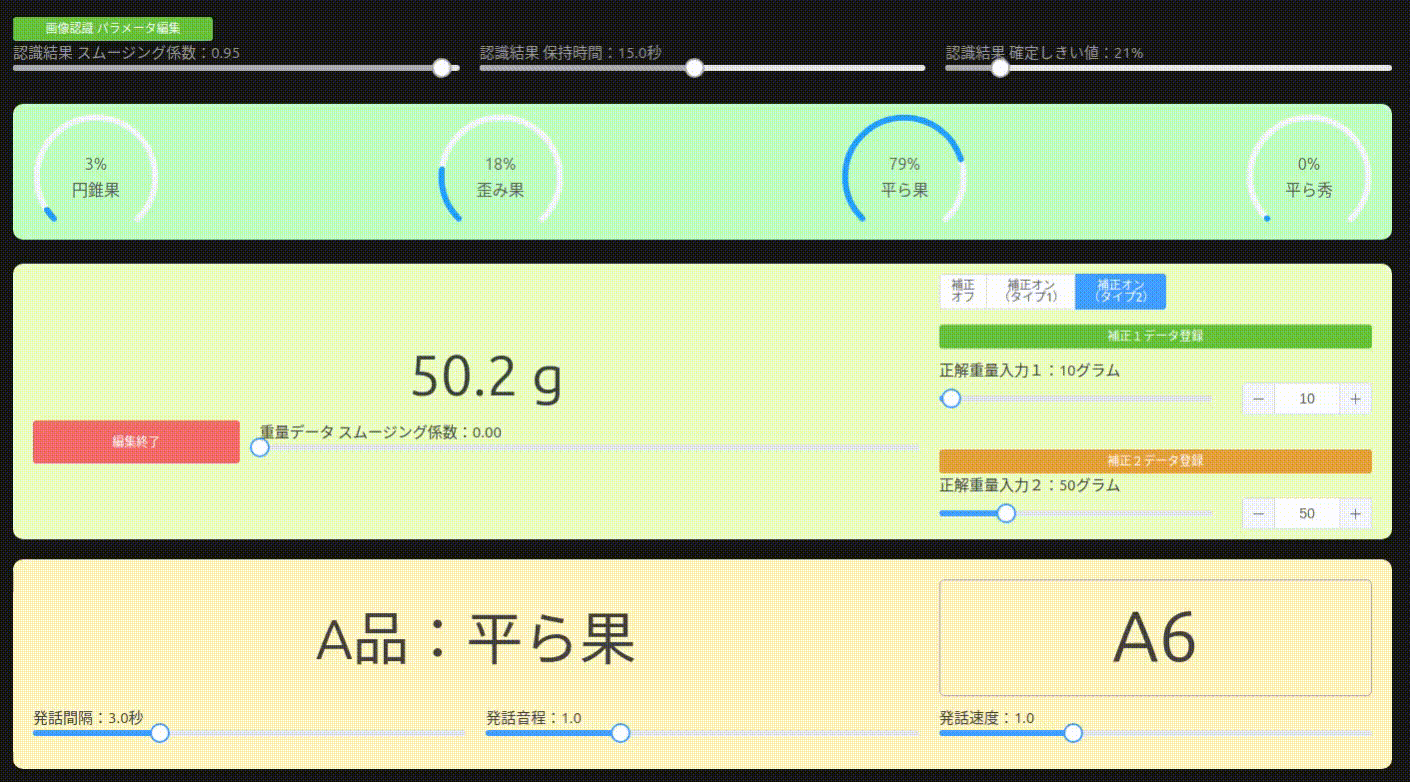 画像認識 パラメータ編集
認識結果 スムージング係数：0.95
認識結果 保持時間：15.0秒
認識結果 確定しきい値：21%
3%
円錐果
18%
歪み果
79%
平ら果
0%
平ら秀
補正
オフ
補正オン
（タイプ1）
補正オン
（タイプ2）
補正１データ登録
正解重量入力１：10グラム
− 10 +
50.2 g
編集終了
重量データ スムージング係数：0.00
補正２データ登録
正解重量入力２：50グラム
− 50 +
A品：平ら果
A6
発話間隔：3.0秒
発話音程：1.0
発話速度：1.0